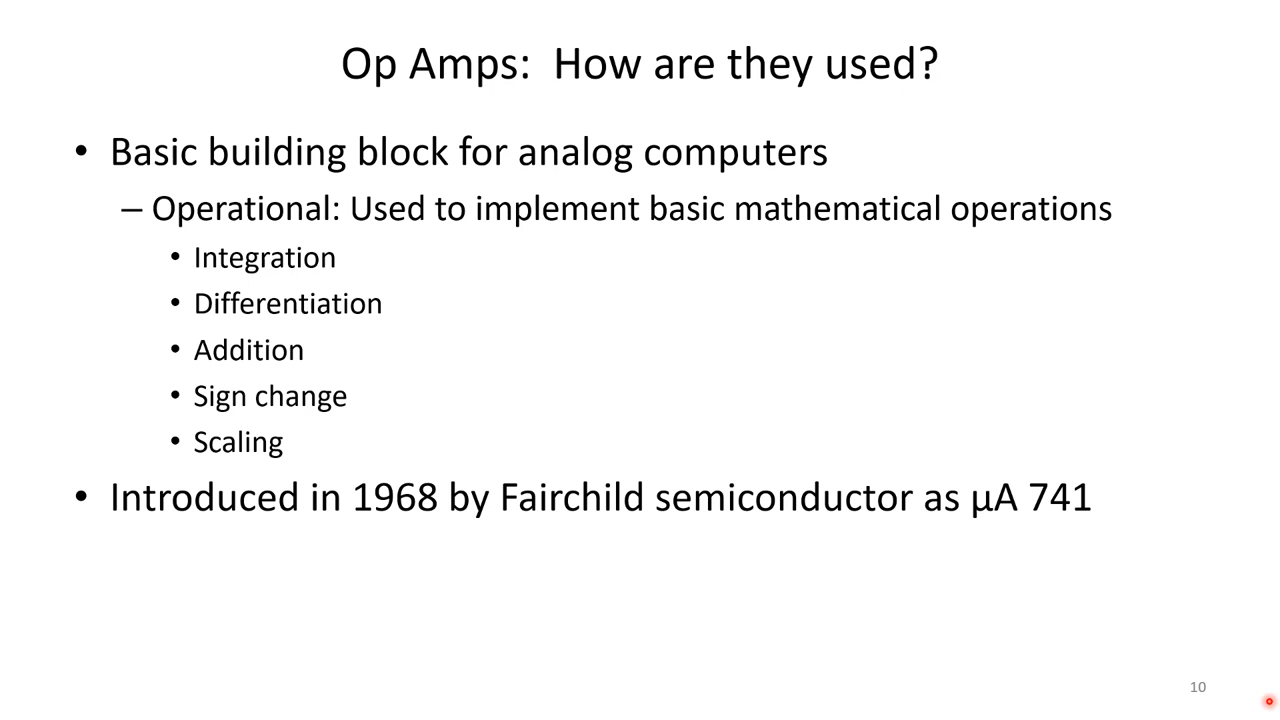 Op Amps:  How are they used?
• Basic building block for analog computers
– Operational: Used to implement basic mathematical operations
• Integration
• Differentiation
• Addition
• Sign change
• Scaling
• Introduced in 1968 by Fairchild semiconductor as µA 741
10